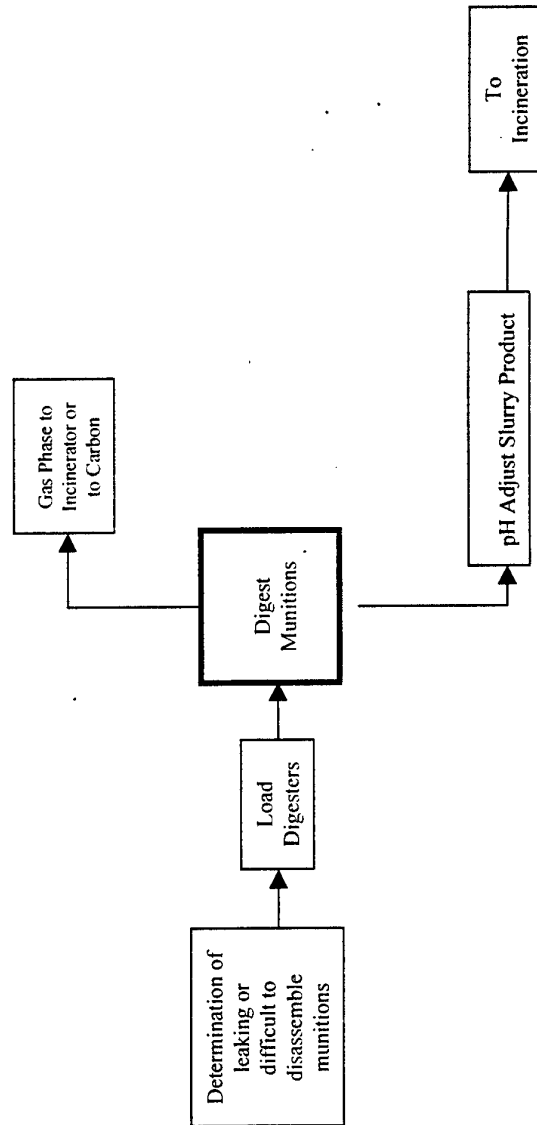 Determination of
leaking or
difficult to
disassemble
munitions
Load
Digesters
Digest
Munitions
Gas Phase to
Incinerator or
to Carbon
pH Adjust Slurry Product
To
Incineration